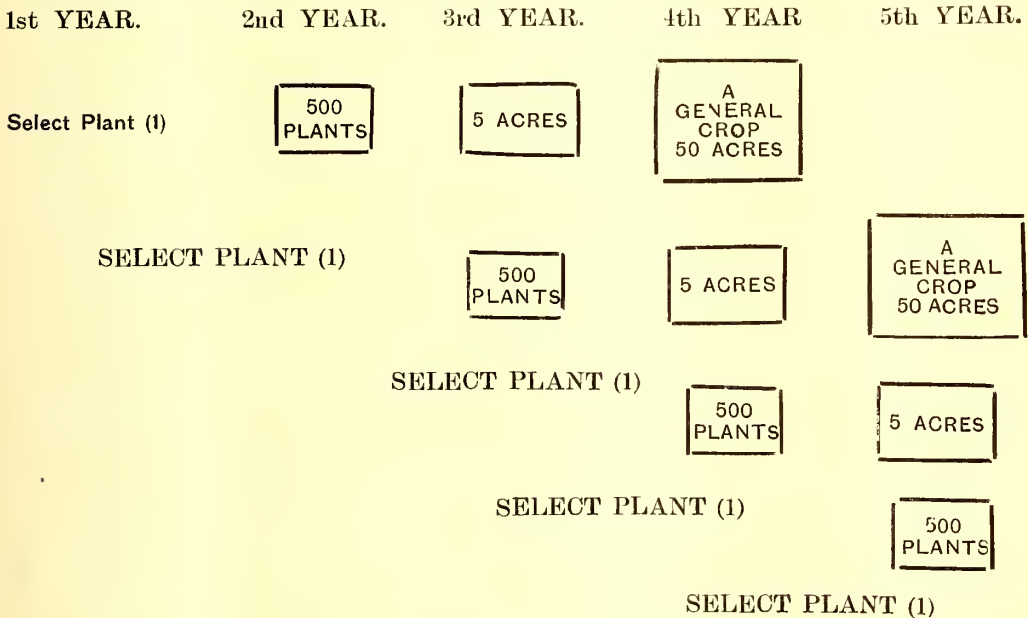 1st YEAR. 2nd YEAR. 3rd YEAR. 4th YEAR 5th YEAR.
Select Plant (1)
500
PLANTS
5 ACRES
A
GENERAL
CROP
50 ACRES
SELECT PLANT (1)
500
PLANTS
5 ACRES
A
GENERAL
CROP
50 ACRES
SELECT PLANT (1)
500
PLANTS
5 ACRES
SELECT PLANT (1)
500
PLANTS
SELECT PLANT (1)